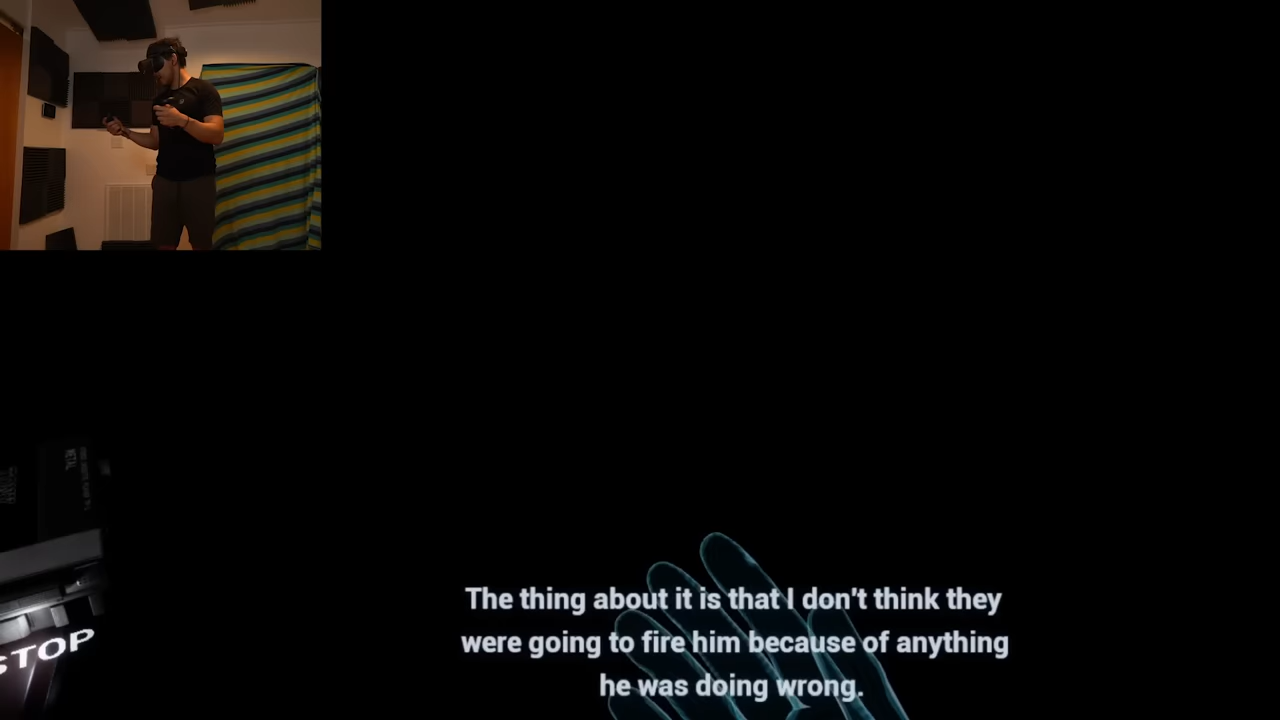 STOP
The thing about it is that I don't think they
were going to fire him because of anything
he was doing wrong.